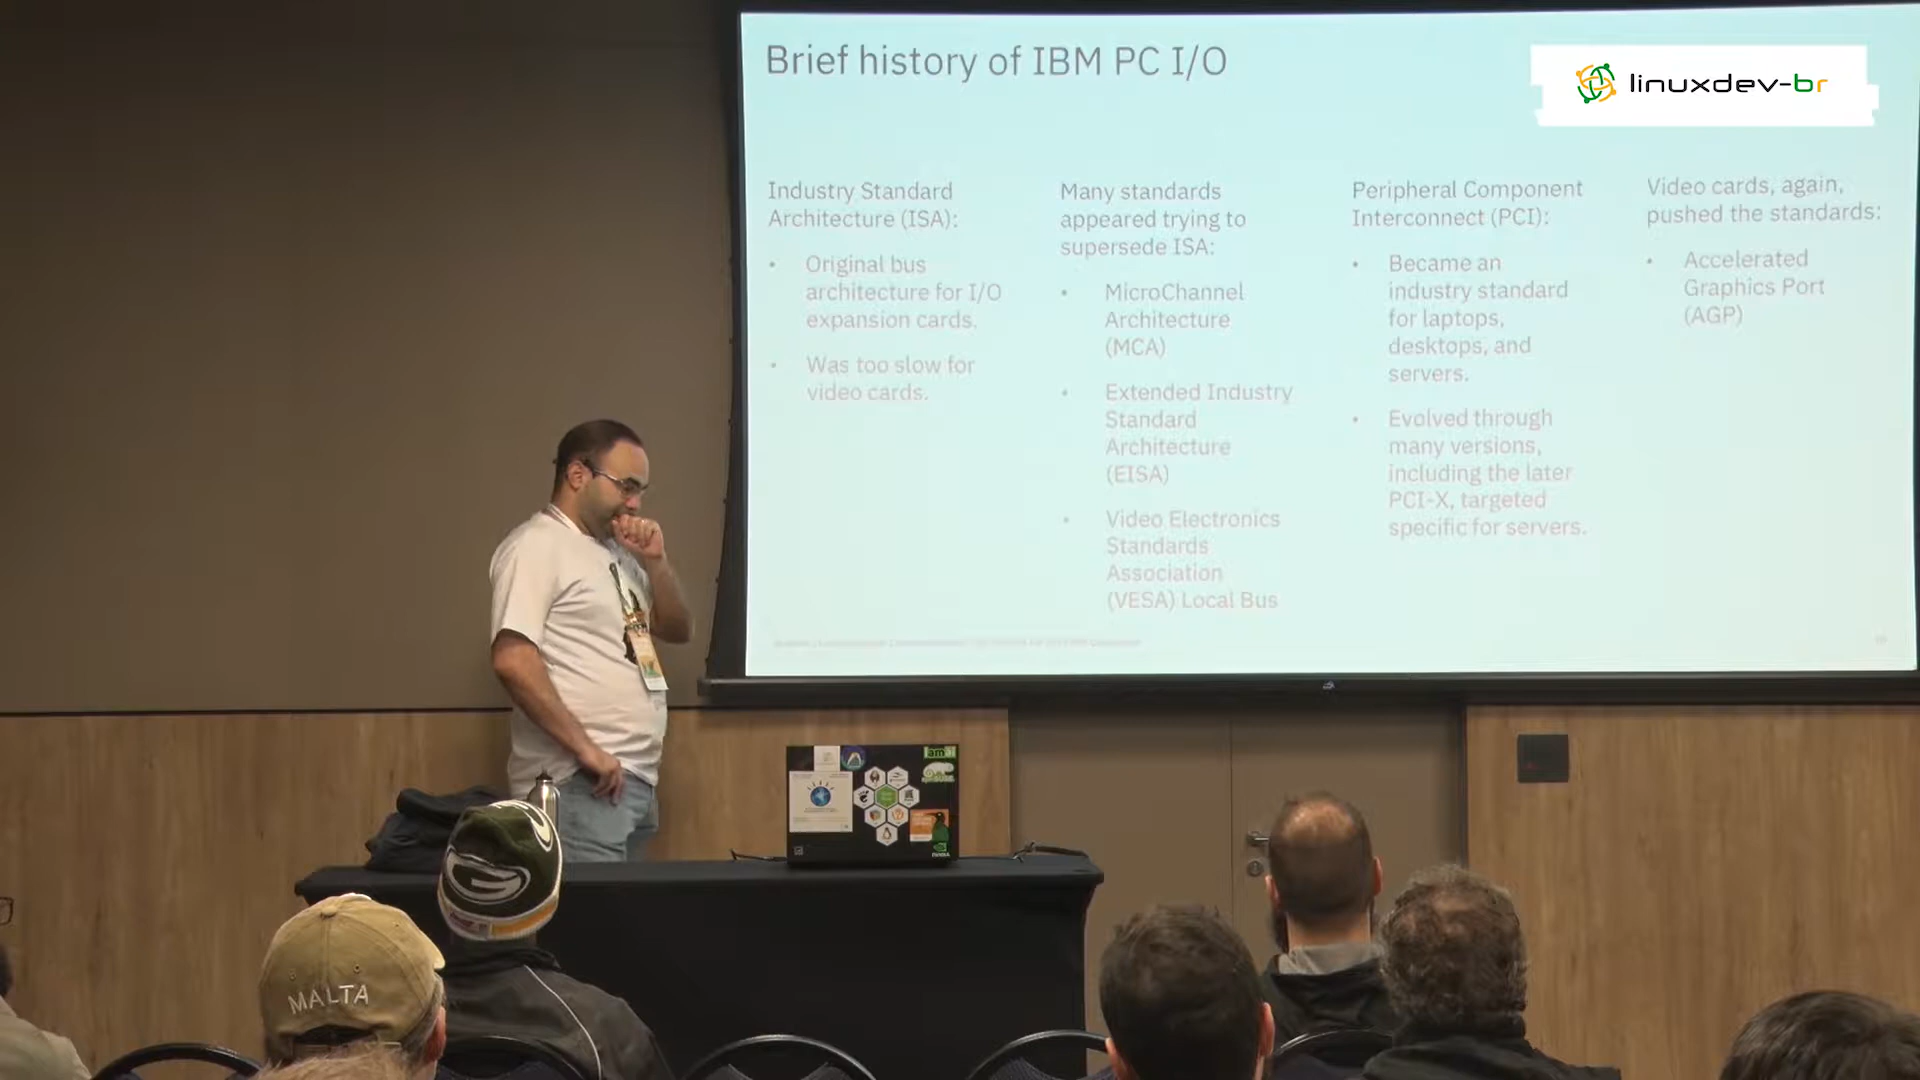 Brief history of IBM PC I/O
linuxdev-br
Industry Standard
Architecture (ISA):
• Original bus
architecture for I/O
expansion cards.
• Was too slow for
video cards.
Many standards
appeared trying to
supersede ISA:
• MicroChannel
Architecture
(MCA)
• Extended Industry
Standard
Architecture
(EISA)
• Video Electronics
Standards
Association
(VESA) Local Bus
Peripheral Component
Interconnect (PCI):
• Became an
industry standard
for laptops,
desktops, and
servers.
• Evolved through
many versions,
including the later
PCI-X, targeted
specific for servers.
Video cards, again,
pushed the standards:
• Accelerated
Graphics Port
(AGP)
MALTA